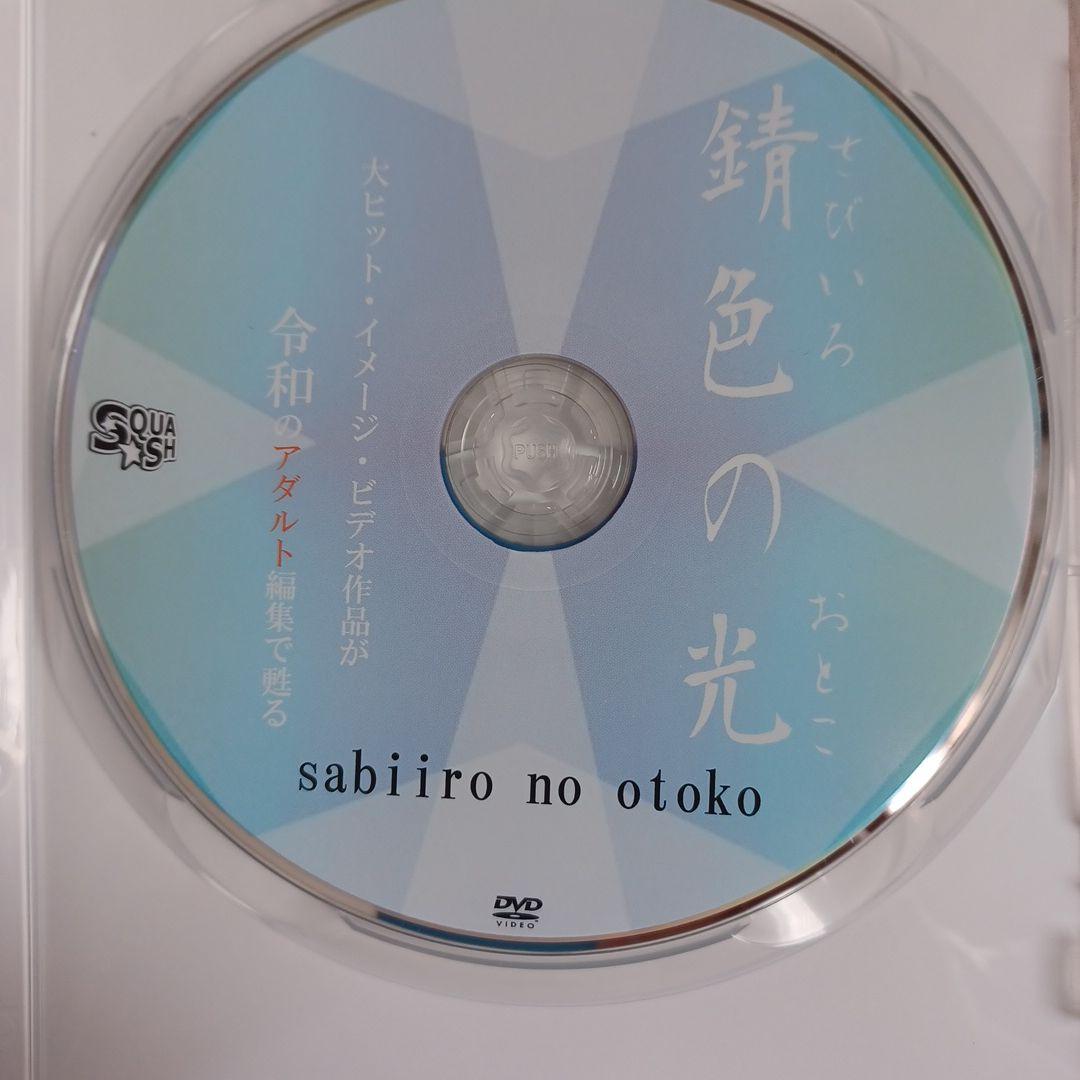 錆色の光
さびいろ
おとこ
大ヒット・イメージ・ビデオ作品が
令和のアダルト編集で甦る
SQUASH
PUSH
sabiiro no otoko
DVD
VIDEO™